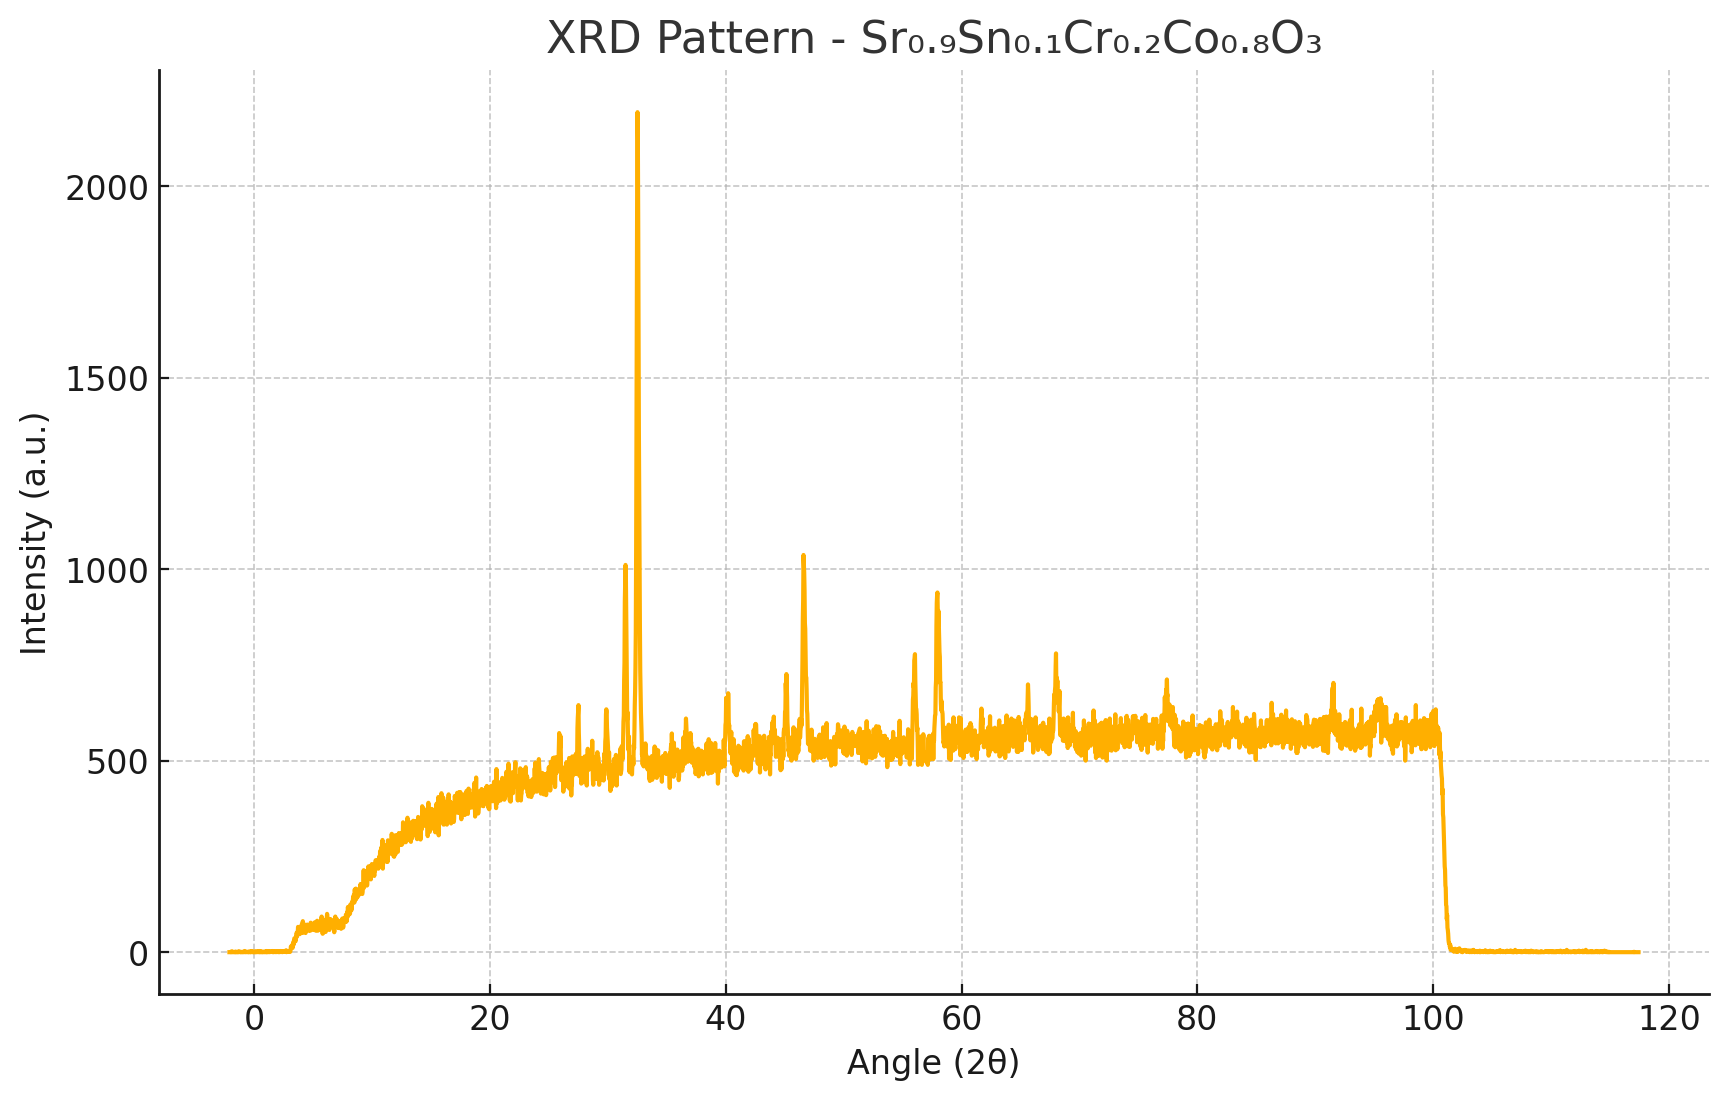 XRD Pattern - Sr₀.₉Sn₀.₁Cr₀.₂Co₀.₈O₃
2000
1500
1000
500
0
Intensity (a.u.)
0 20 40 60 80 100 120
Angle (2θ)